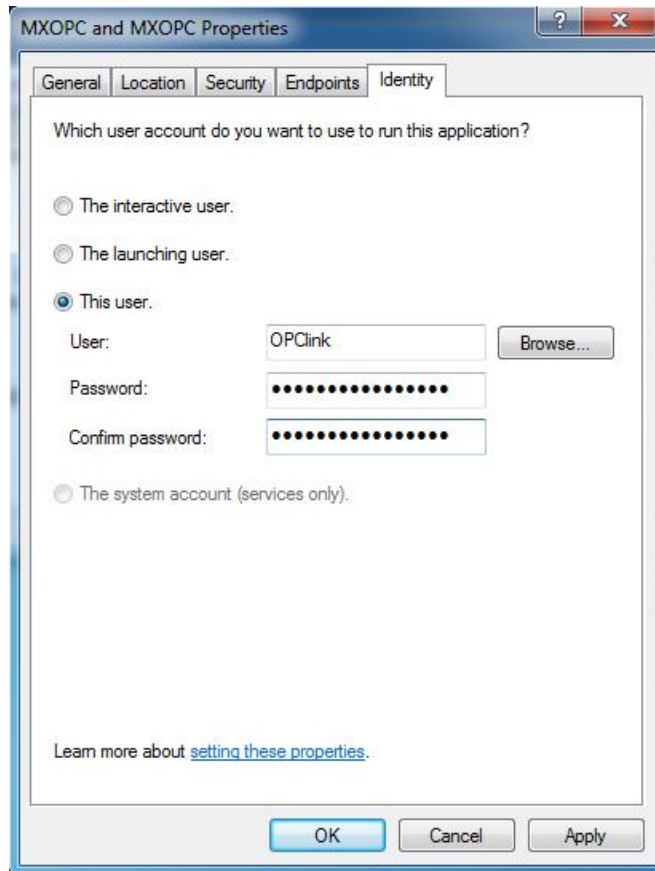 MXOPC and MXOPC Properties
General Location Security Endpoints Identity
Which user account do you want to use to run this application?
The interactive user.
The launching user.
This user.
User: OPClink Browse...
Password: ●●●●●●●●●●●●●●●●
Confirm password: ●●●●●●●●●●●●●●●●
The system account (services only).
Learn more about setting these properties.
OK Cancel Apply